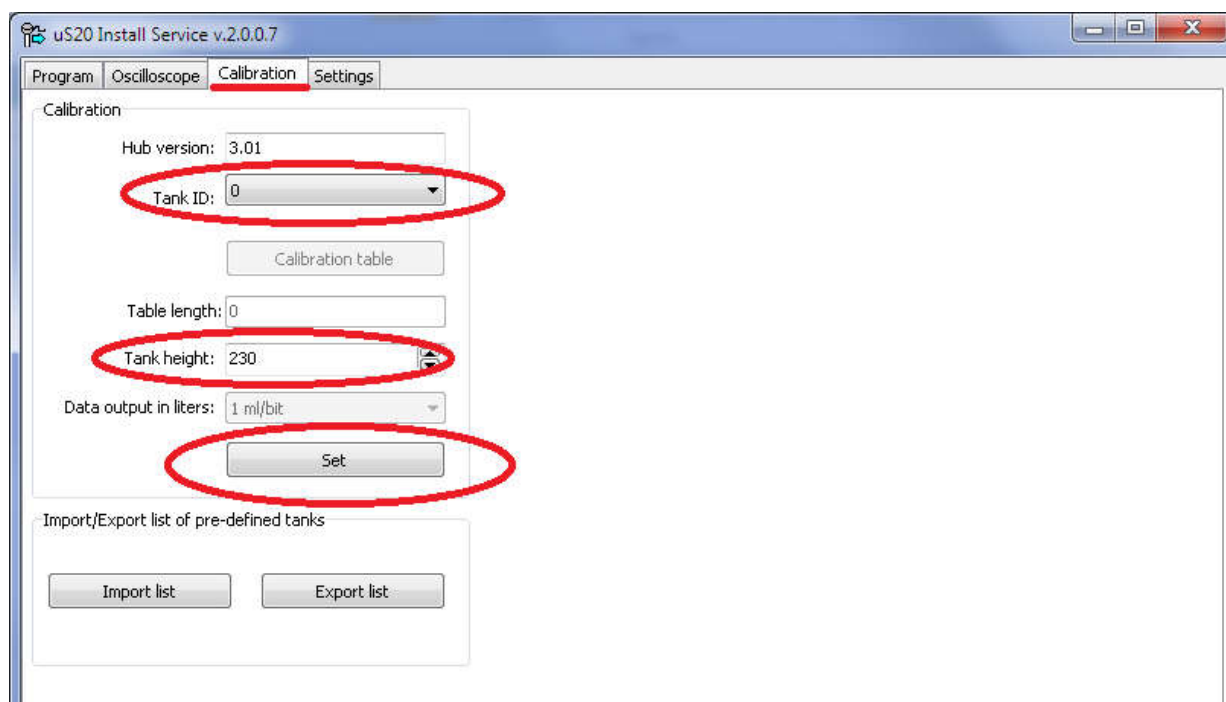 uS20 Install Service v.2.0.0.7
Program Oscilloscope Calibration Settings
Calibration
Hub version: 3.01
Tank ID: 0
Calibration table
Table length: 0
Tank height: 230
Data output in liters: 1 ml/bit
Set
Import/Export list of pre-defined tanks
Import list Export list